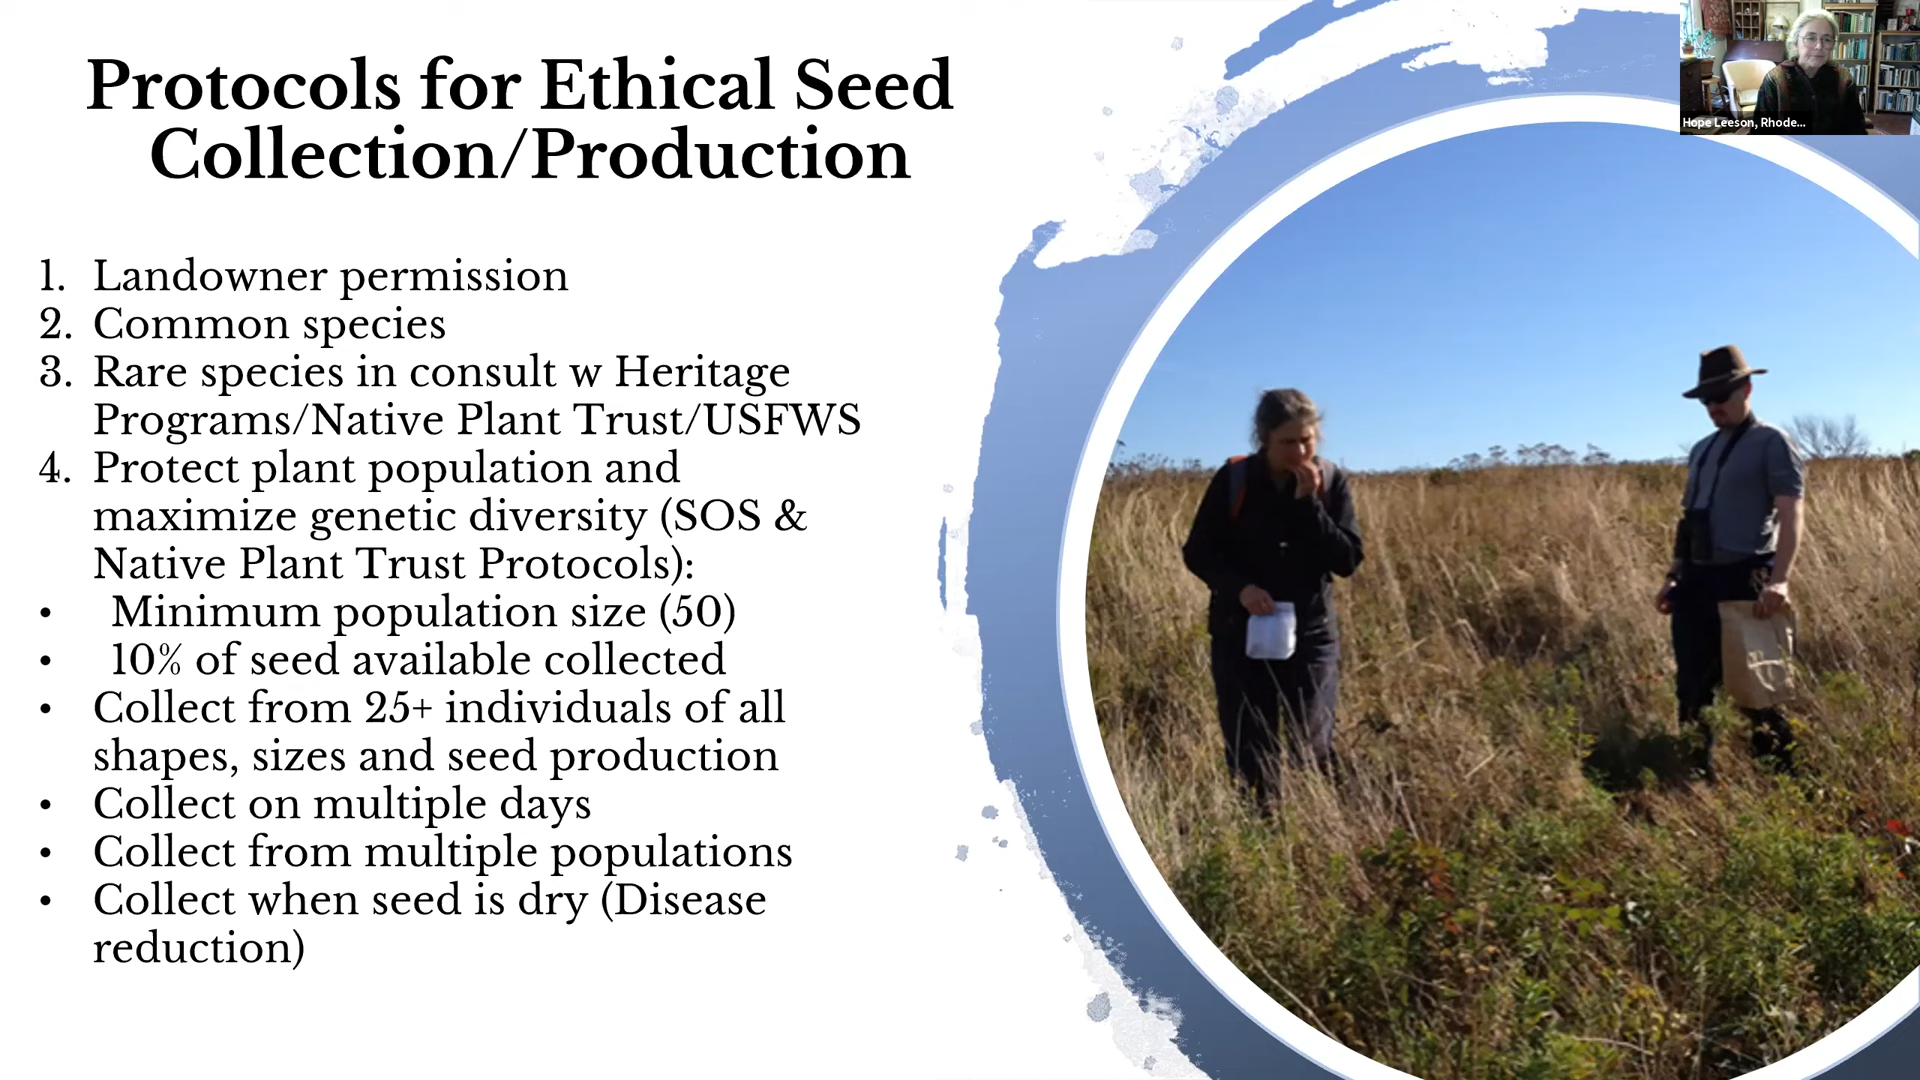 Protocols for Ethical Seed
Collection/Production
1. Landowner permission
2. Common species
3. Rare species in consult w Heritage
Programs/Native Plant Trust/USFWS
4. Protect plant population and
maximize genetic diversity (SOS &
Native Plant Trust Protocols):
• Minimum population size (50)
• 10% of seed available collected
• Collect from 25+ individuals of all
shapes, sizes and seed production
• Collect on multiple days
• Collect from multiple populations
• Collect when seed is dry (Disease
reduction)
Hope Leeson, Rhode...